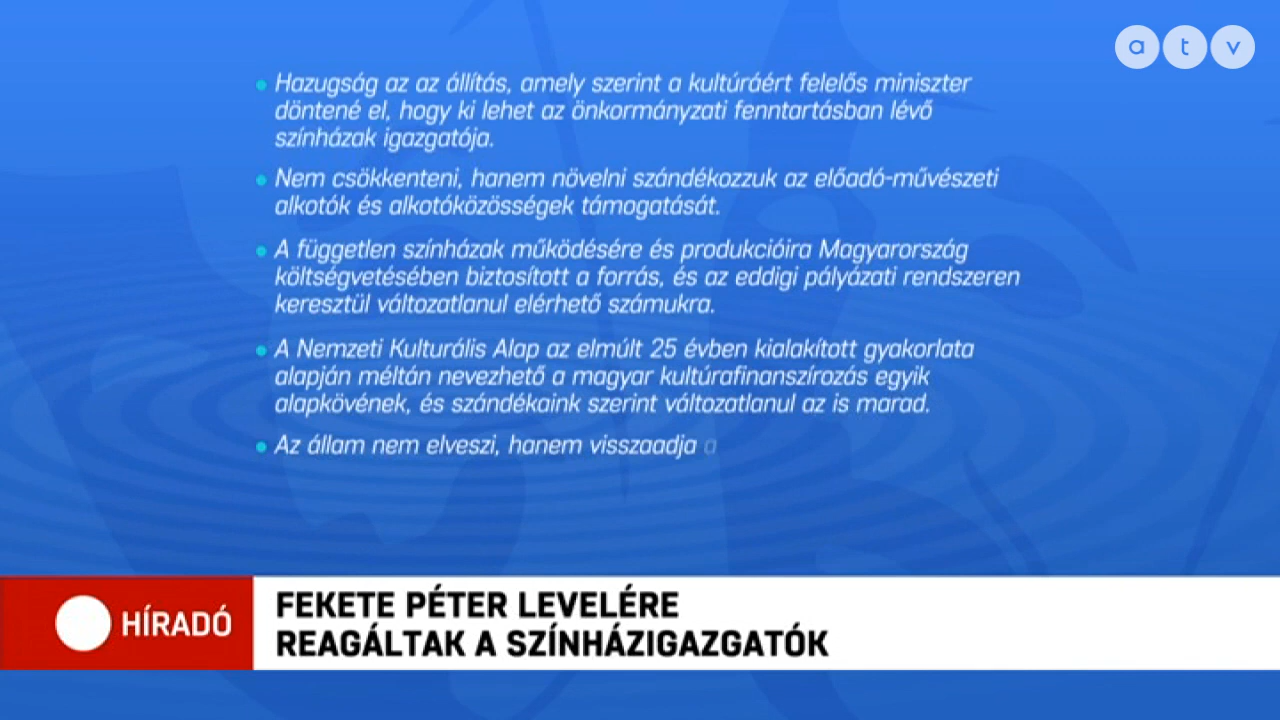 atv
Hazugság az az állítás, amely szerint a kultúráért felelős miniszter
döntené el, hogy ki lehet az önkormányzati fenntartásban lévő
színházak igazgatója.
Nem csökkenteni, hanem növelni szándékozzuk az előadó-művészeti
alkotók és alkotóközösségek támogatását.
A független színházak működésére és produkcióira Magyarország
költségvetésében biztosított a forrás, és az eddigi pályázati rendszeren
keresztül változatlanul elérhető számukra.
A Nemzeti Kulturális Alap az elmúlt 25 évben kialakított gyakorlata
alapján méltán nevezhető a magyar kultúrafinanszírozás egyik
alapkövének, és szándékaink szerint változatlanul az is marad.
Az állam nem elveszi, hanem visszaadja a
HÍRADÓ
FEKETE PÉTER LEVELÉRE
REAGÁLTAK A SZÍNHÁZIGAZGATÓK